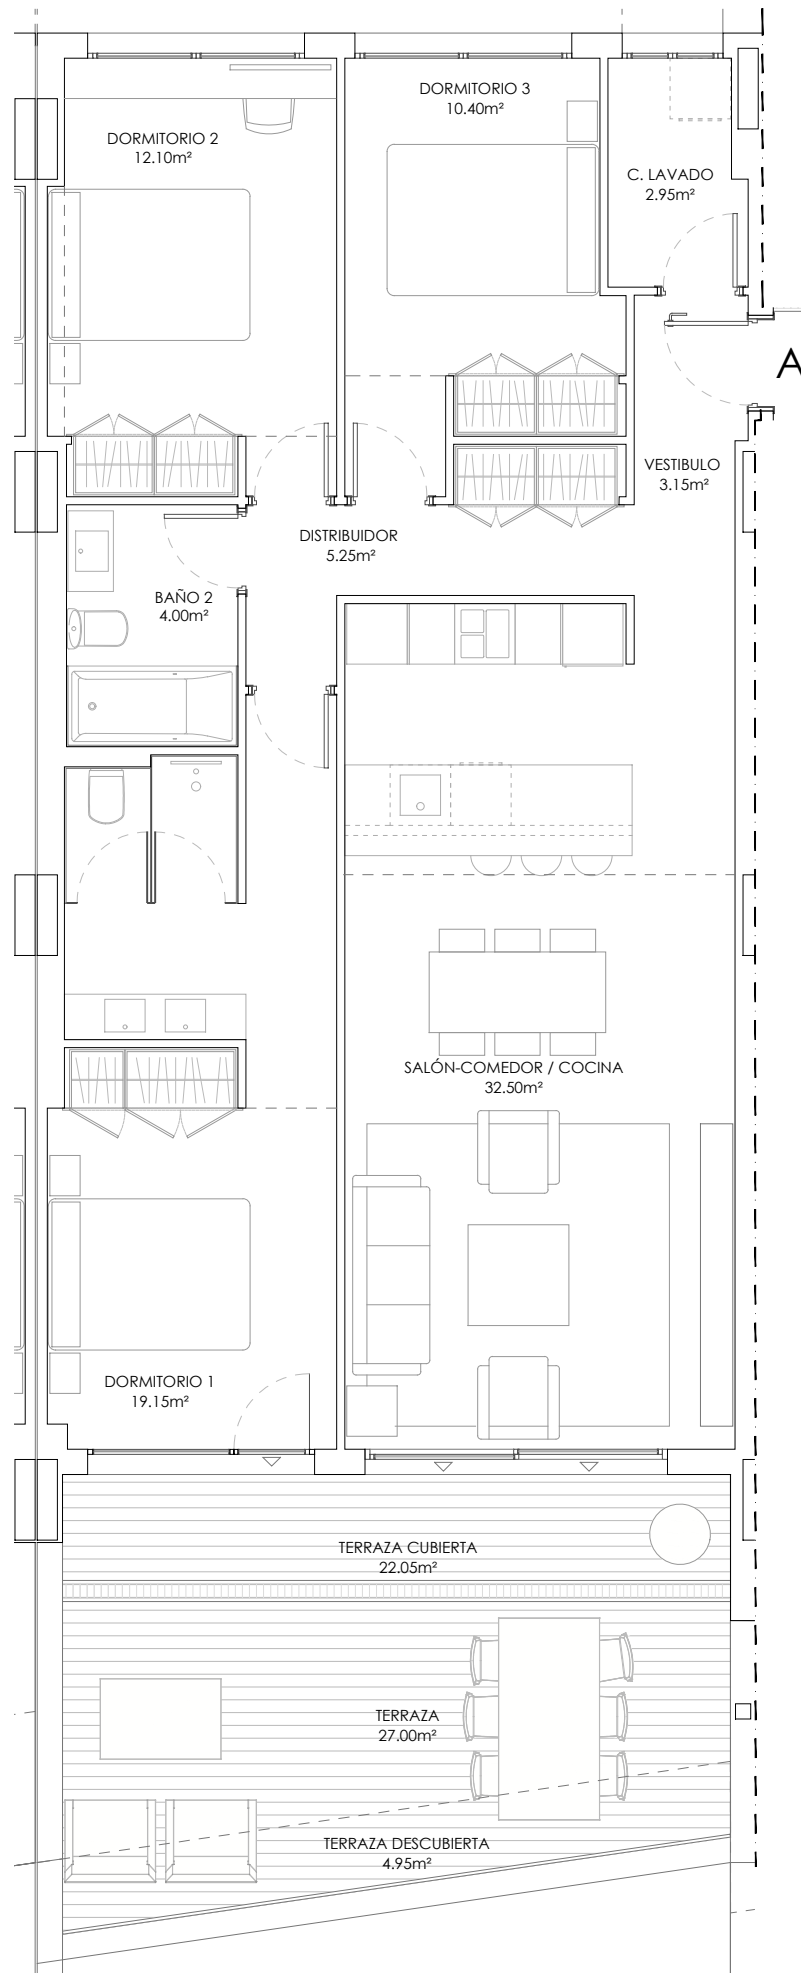 DORMITORIO 3
10.40m²
DORMITORIO 2
12.10m²
C. LAVADO
2.95m²
A
VESTIBULO
3.15m²
DISTRIBUIDOR
5.25m²
BAÑO 2
4.00m²
SALÓN-COMEDOR / COCINA
32.50m²
DORMITORIO 1
19.15m²
TERRAZA CUBIERTA
22.05m²
TERRAZA
27.00m²
TERRAZA DESCUBIERTA
4.95m²